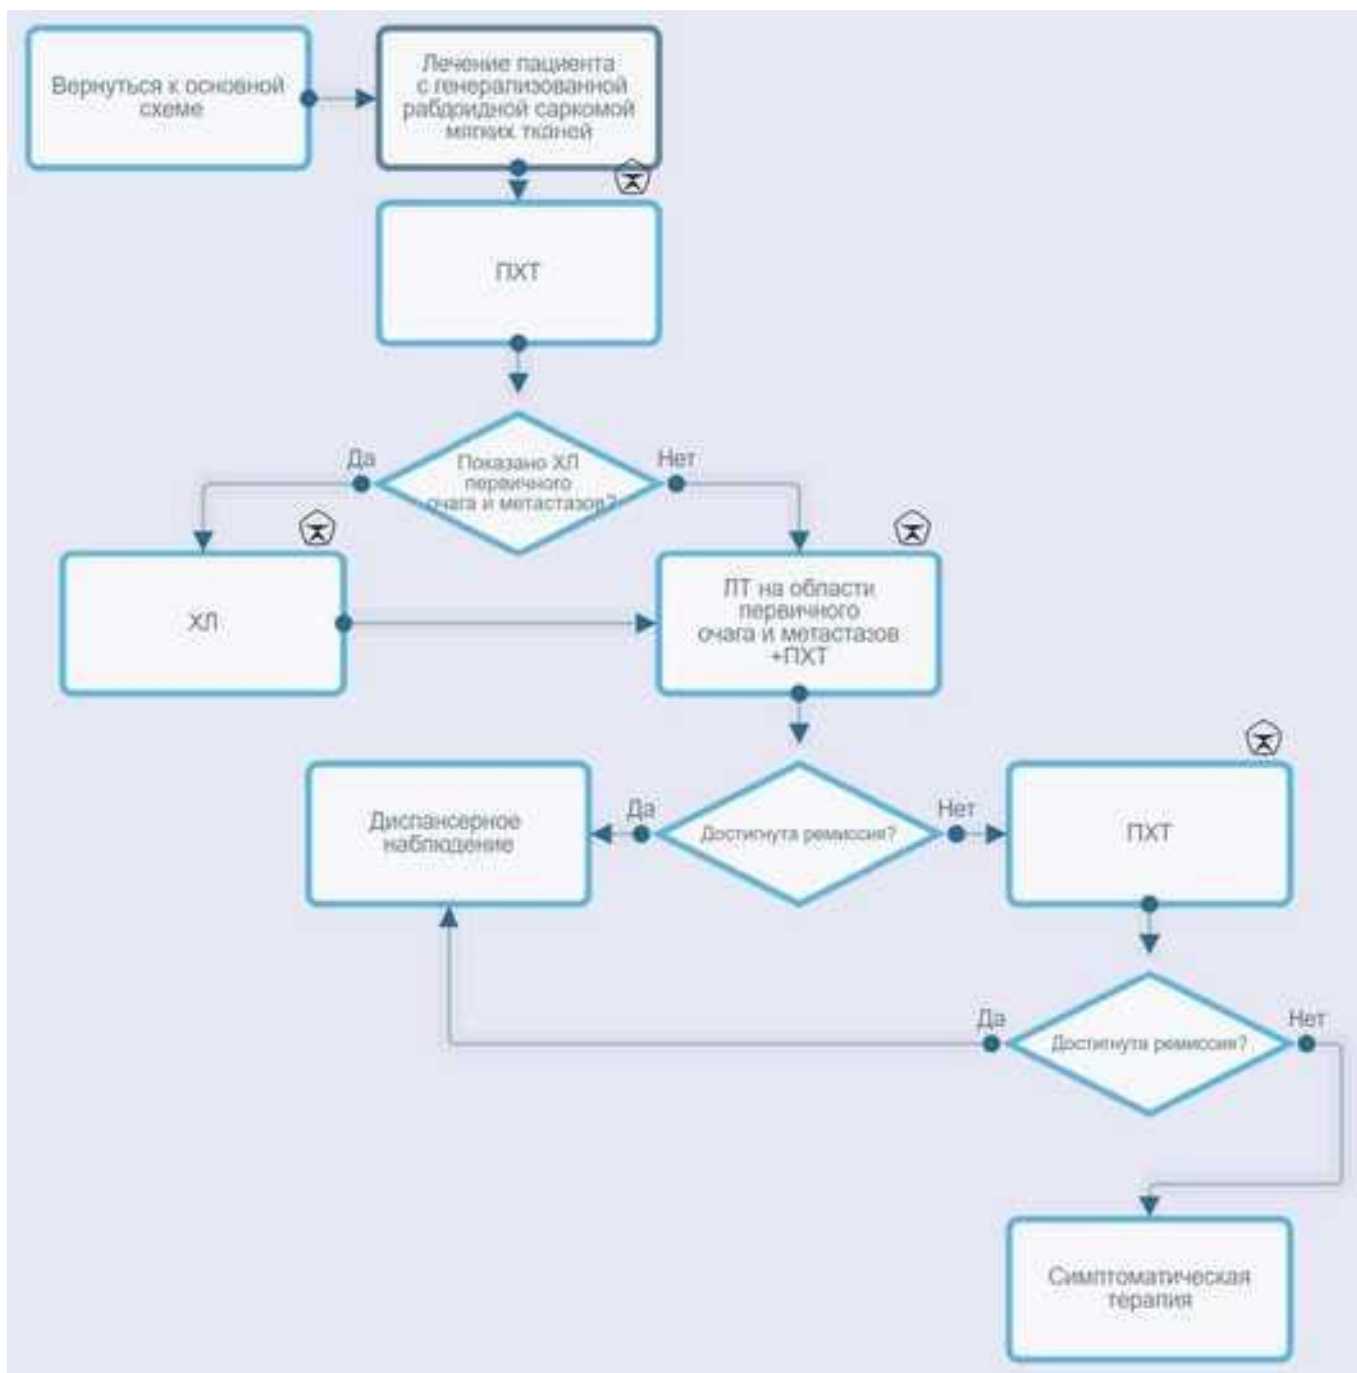 Вернуться к основной
схеме
Лечение пациента
с генерализованной
рабдоидной саркомой
мягких тканей
ПХТ
Да
Показано ХЛ
первичного
очага и метастазов?
Нет
ХЛ
ЛТ на области
первичного
очага и метастазов
+ПХТ
Диспансерное
наблюдение
Да
Достигнута ремиссия?
Нет
ПХТ
Да
Достигнута ремиссия?
Нет
Симптоматическая
терапия